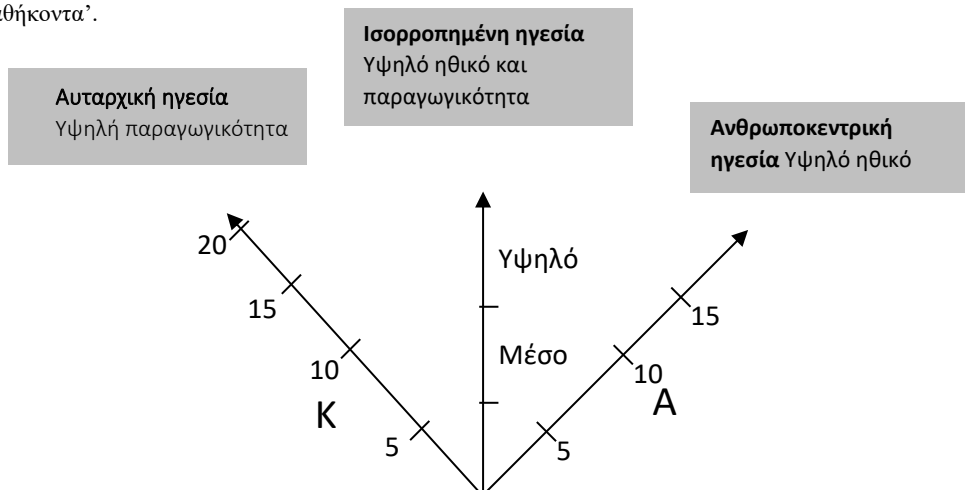 αθήκοντα’.
Ισορροπημένη ηγεσία
Υψηλό ηθικό και
παραγωγικότητα
Αυταρχική ηγεσία
Υψηλή παραγωγικότητα
Ανθρωποκεντρική
ηγεσία Υψηλό ηθικό
20
Υψηλό
15
15
Μέσο
10
10
Κ
Α
5
5